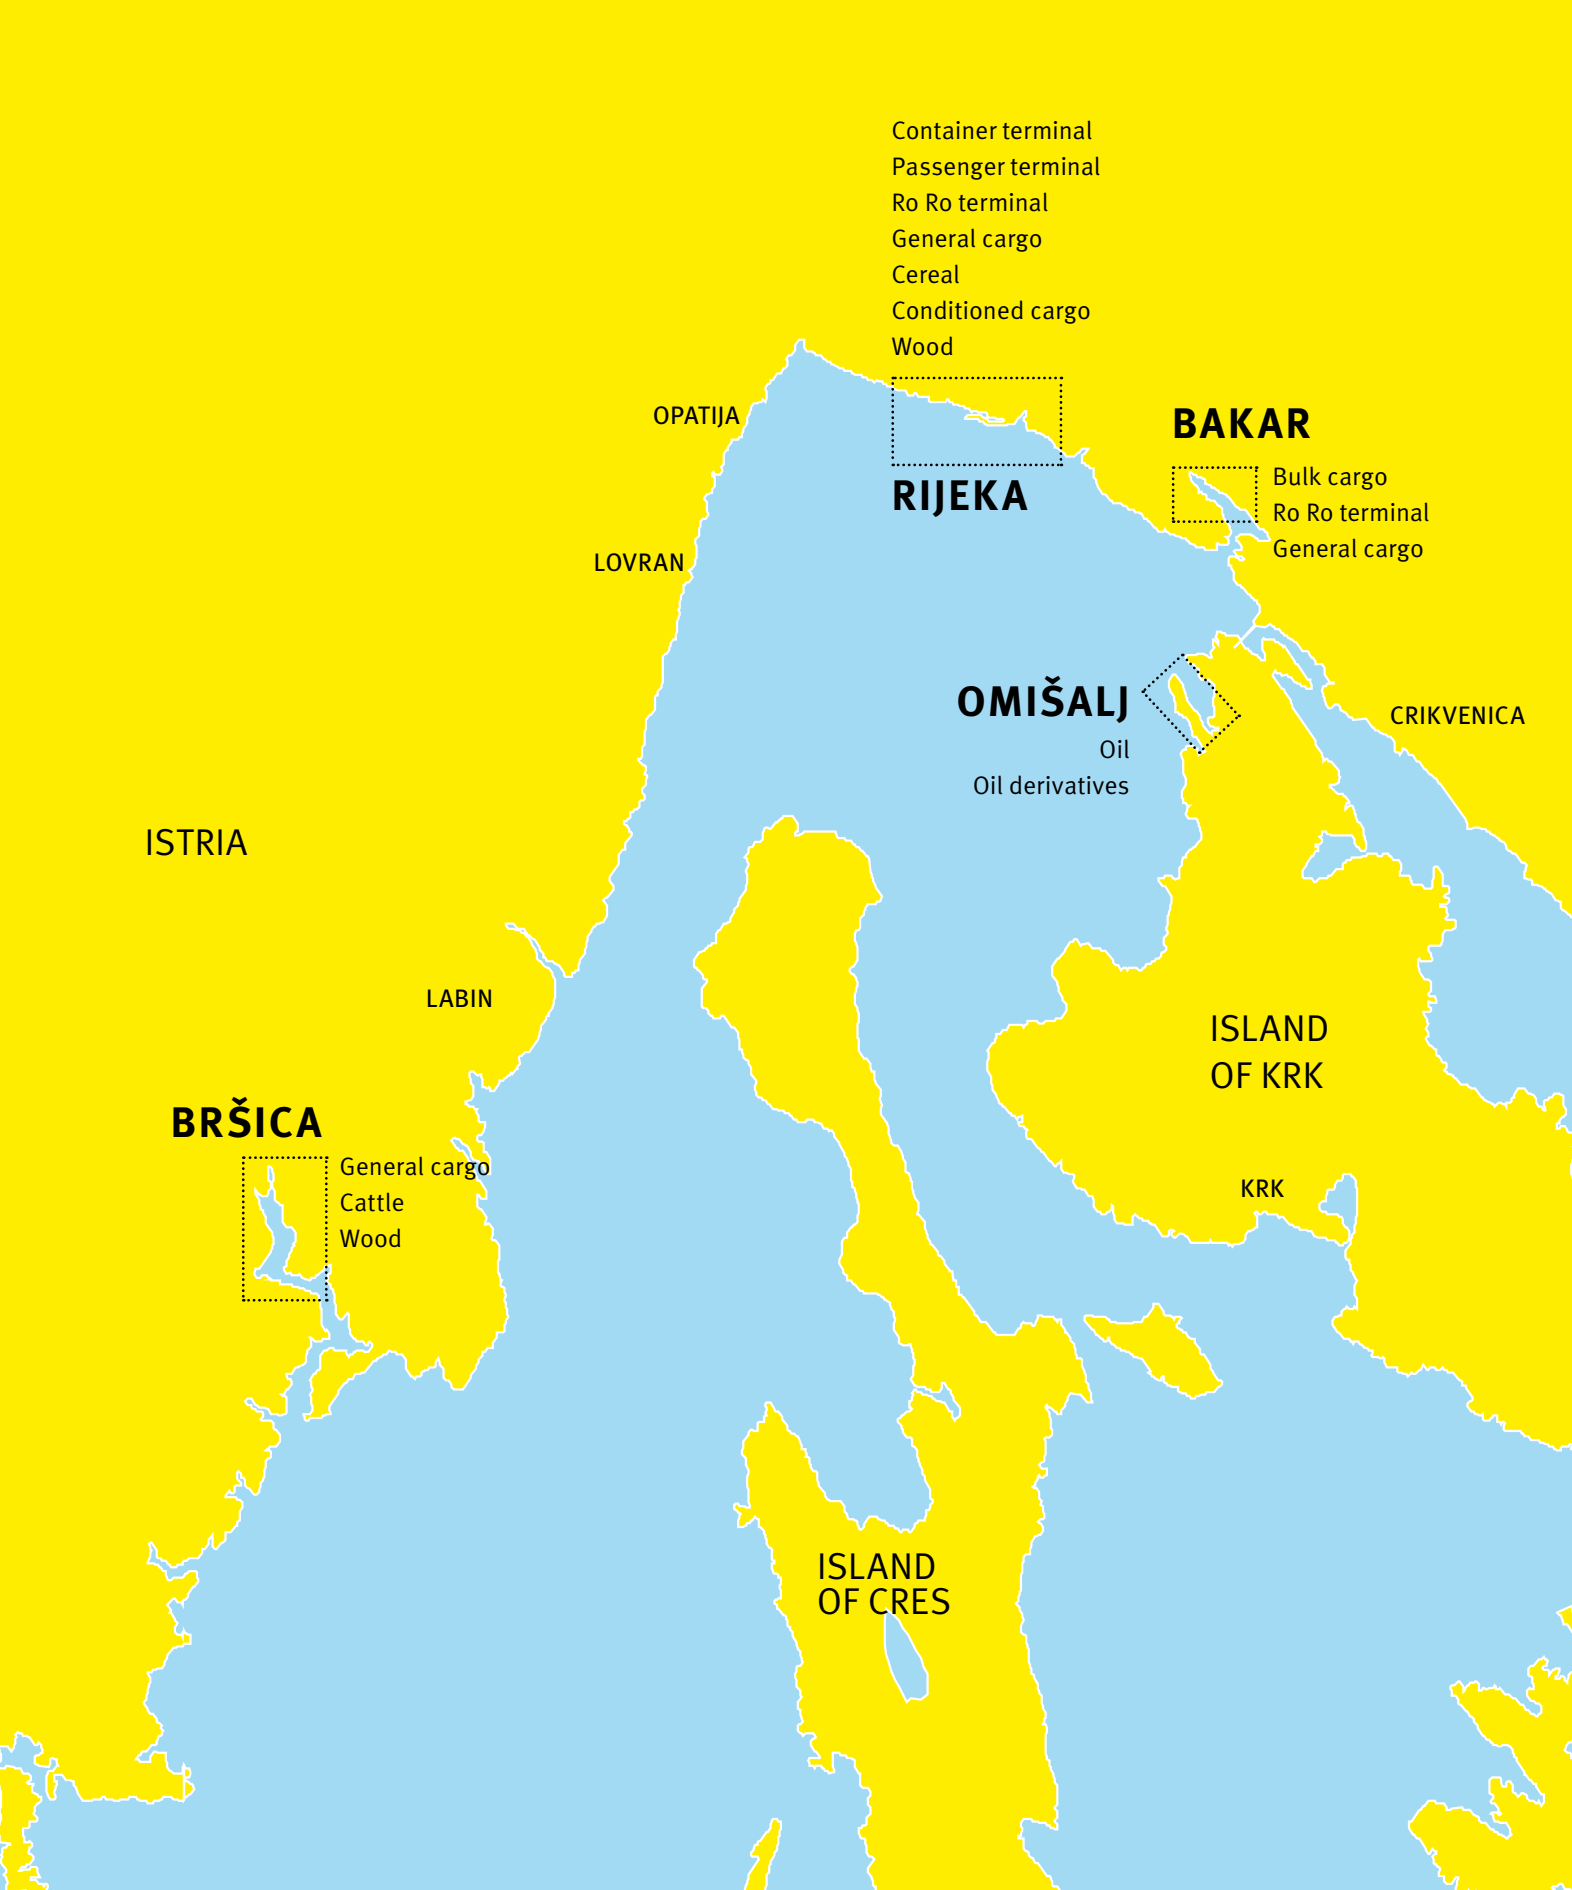 Container terminal
Passenger terminal
Ro Ro terminal
General cargo
Cereal
Conditioned cargo
Wood
RIJEKA
OPATIJA
BAKAR
Bulk cargo
Ro Ro terminal
General cargo
LOVRAN
OMIŠALJ
Oil
Oil derivatives
CRIKVENICA
ISTRIA
LABIN
ISLAND
OF KRK
BRŠICA
General cargo
Cattle
Wood
KRK
ISLAND
OF CRES